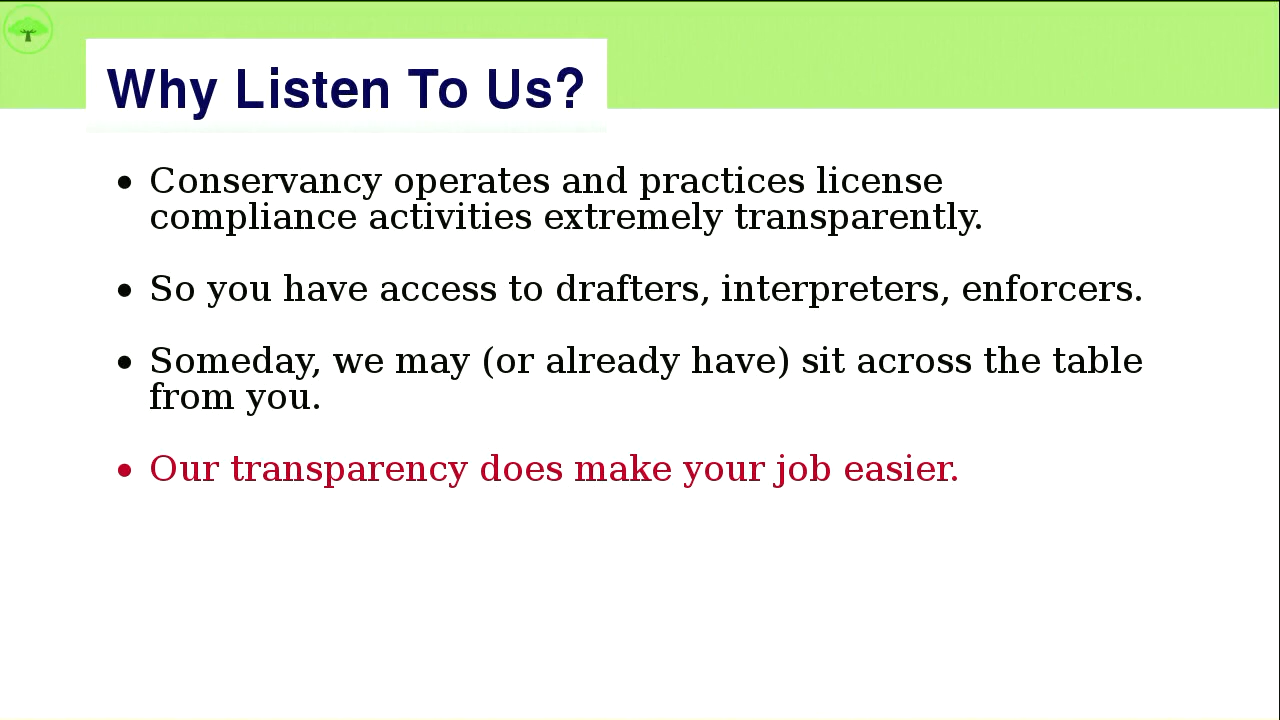 Why Listen To Us?
• Conservancy operates and practices license
compliance activities extremely transparently.
• So you have access to drafters, interpreters, enforcers.
• Someday, we may (or already have) sit across the table
from you.
• Our transparency does make your job easier.